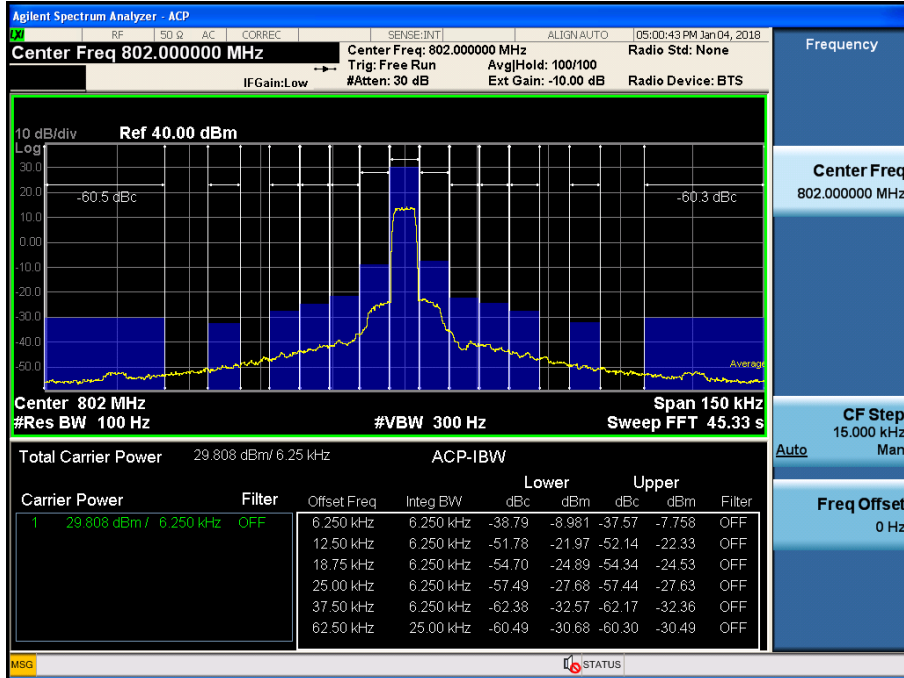 Agilent Spectrum Analyzer - ACP
LXI RF 50 Ω AC CORREC SENSE:INT ALIGN AUTO 05:00:43 PM Jan 04, 2018
Center Freq 802.000000 MHz
Center Freq: 802.000000 MHz
Radio Std: None
Trig: Free Run Avg|Hold: 100/100
IFGain:Low #Atten: 30 dB Ext Gain: -10.00 dB Radio Device: BTS
10 dB/div Ref 40.00 dBm
Log
30.0
20.0
-60.5 dBc -60.3 dBc
10.0
0.00
-10.0
-20.0
-30.0
-40.0
-50.0
Average
Center 802 MHz Span 150 kHz
#Res BW 100 Hz #VBW 300 Hz Sweep FFT 45.33 s
Total Carrier Power 29.808 dBm/ 6.25 kHz ACP-IBW
Lower Upper
Carrier Power Filter Offset Freq Integ BW dBc dBm dBc dBm Filter
1 29.808 dBm / 6.250 kHz OFF 6.250 kHz 6.250 kHz -38.79 -8.981 -37.57 -7.758 OFF
12.50 kHz 6.250 kHz -51.78 -21.97 -52.14 -22.33 OFF
18.75 kHz 6.250 kHz -54.70 -24.89 -54.34 -24.53 OFF
25.00 kHz 6.250 kHz -57.49 -27.68 -57.44 -27.63 OFF
37.50 kHz 6.250 kHz -62.38 -32.57 -62.17 -32.36 OFF
62.50 kHz 25.00 kHz -60.49 -30.68 -60.30 -30.49 OFF
MSG STATUS
Frequency
Center Freq
802.000000 MHz
CF Step
15.000 kHz
Auto Man
Freq Offset
0 Hz